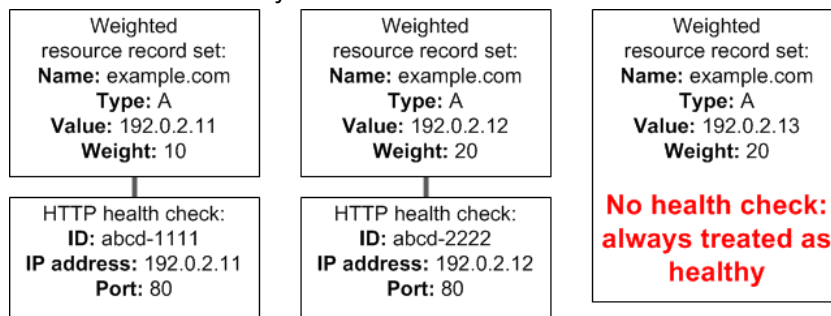 Weighted
resource record set:
Name: example.com
Type: A
Value: 192.0.2.11
Weight: 10
HTTP health check:
ID: abcd-1111
IP address: 192.0.2.11
Port: 80
Weighted
resource record set:
Name: example.com
Type: A
Value: 192.0.2.12
Weight: 20
HTTP health check:
ID: abcd-2222
IP address: 192.0.2.12
Port: 80
Weighted
resource record set:
Name: example.com
Type: A
Value: 192.0.2.13
Weight: 20
No health check:
always treated as
healthy